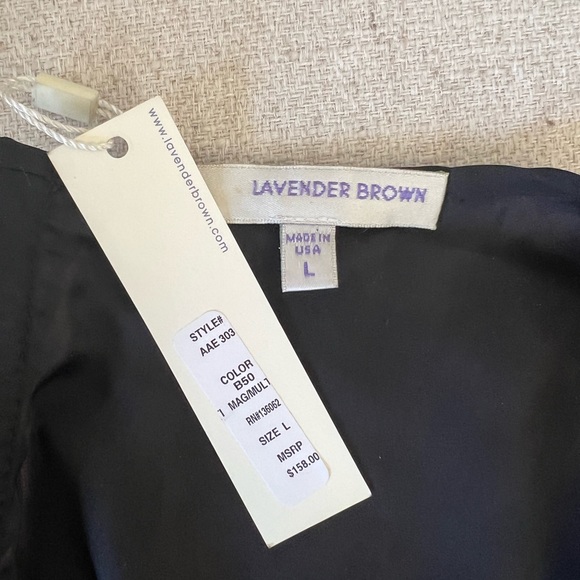 www.lavenderbrown.com
LAVENDER BROWN
MADE IN
USA
L
STYLE#
AAE 303
COLOR
B50
MAG/MULT
RN#136062
SIZE L
MSRP
$158.00